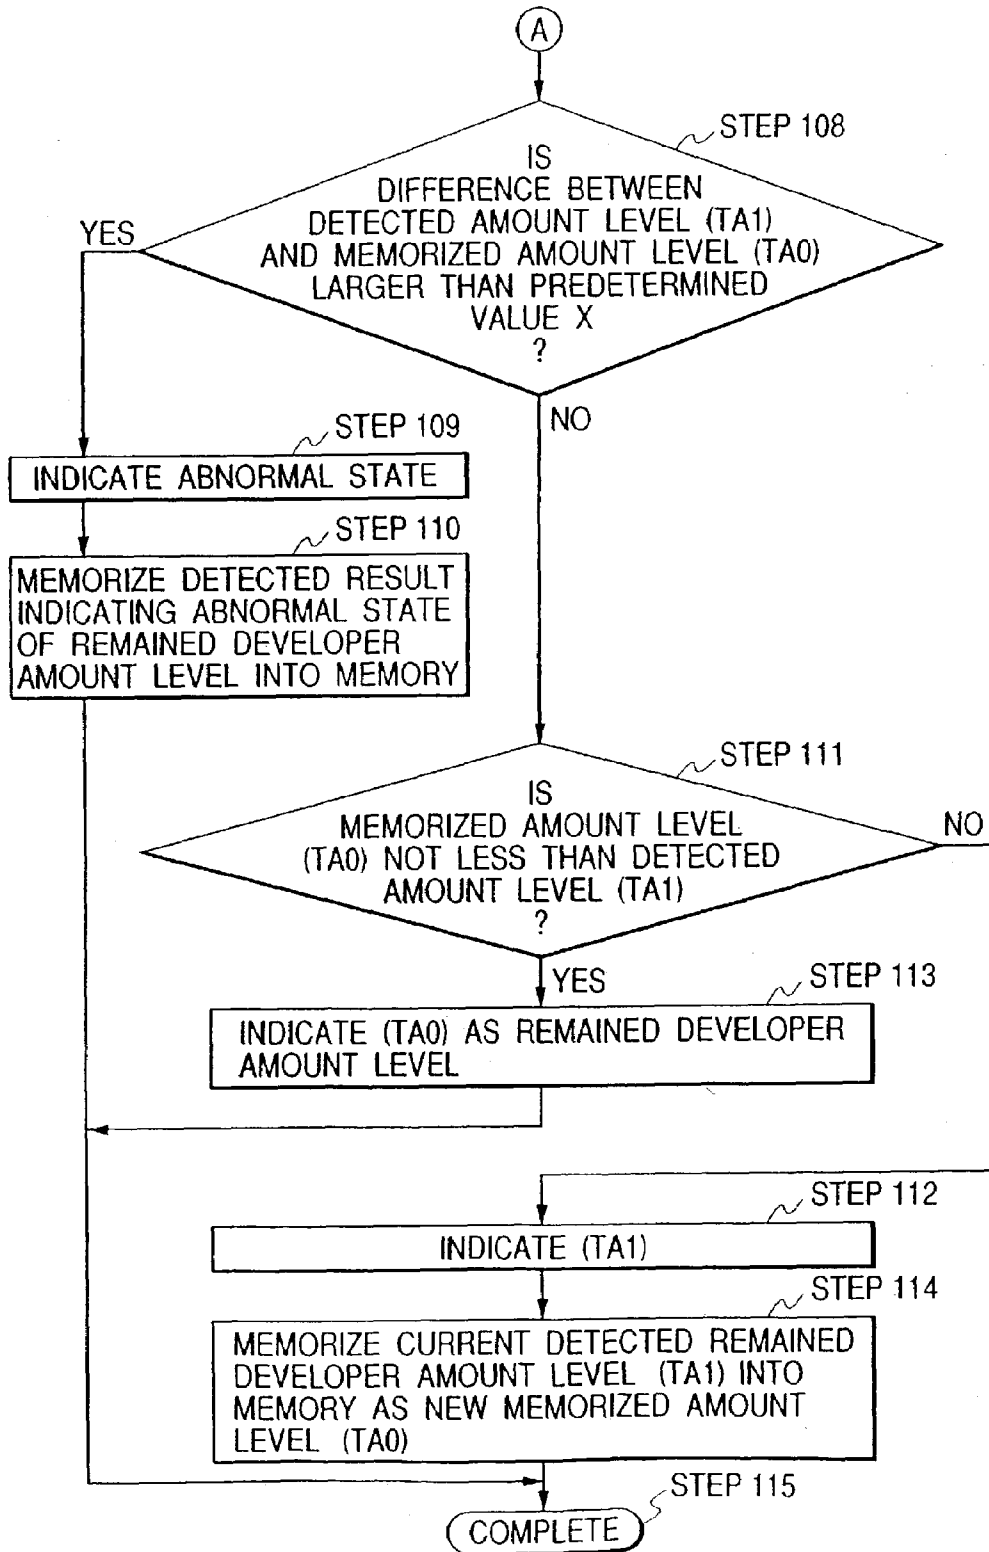 A
STEP 108
IS
DIFFERENCE BETWEEN
DETECTED AMOUNT LEVEL (TA1)
AND MEMORIZED AMOUNT LEVEL (TA0)
LARGER THAN PREDETERMINED
VALUE X
?
YES
NO
STEP 109
INDICATE ABNORMAL STATE
STEP 110
MEMORIZE DETECTED RESULT
INDICATING ABNORMAL STATE
OF REMAINED DEVELOPER
AMOUNT LEVEL INTO MEMORY
STEP 111
IS
MEMORIZED AMOUNT LEVEL
(TA0) NOT LESS THAN DETECTED
AMOUNT LEVEL (TA1)
?
NO
YES
STEP 113
INDICATE (TA0) AS REMAINED DEVELOPER
AMOUNT LEVEL
STEP 112
INDICATE (TA1)
STEP 114
MEMORIZE CURRENT DETECTED REMAINED
DEVELOPER AMOUNT LEVEL (TA1) INTO
MEMORY AS NEW MEMORIZED AMOUNT
LEVEL (TA0)
STEP 115
COMPLETE